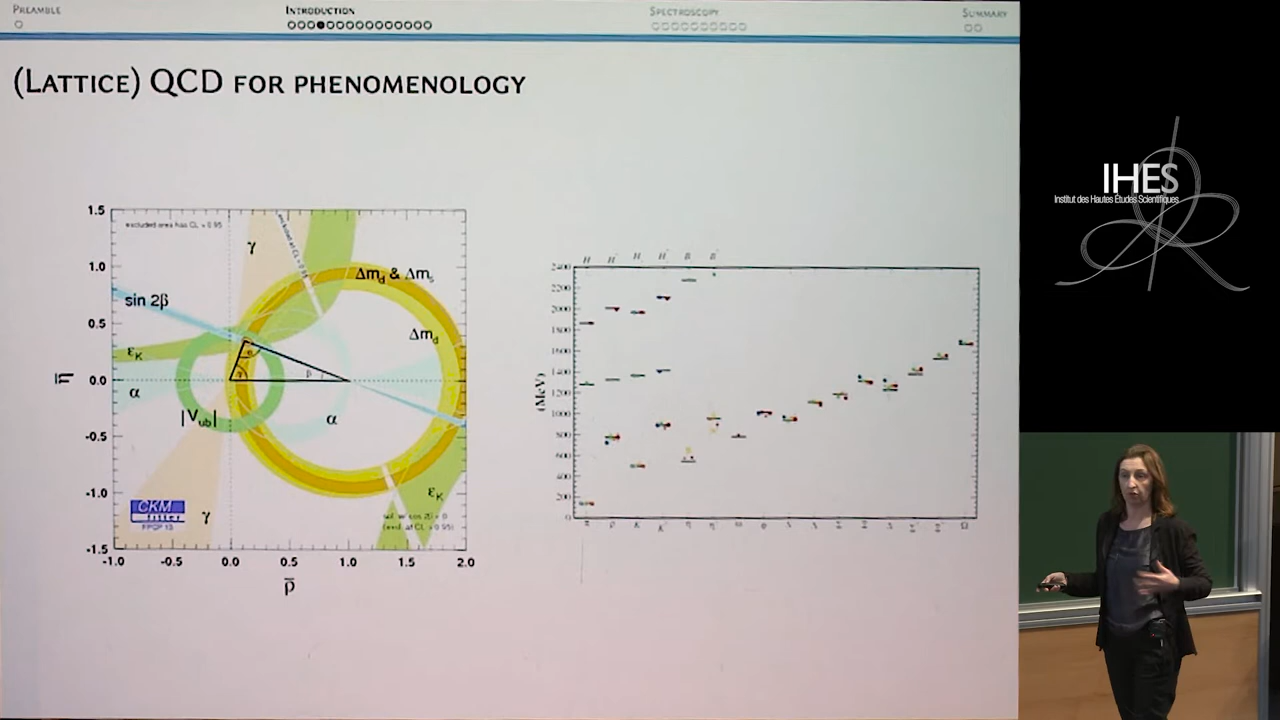 PREAMBLE
INTRODUCTION
SPECTROSCOPY
SUMMARY
(LATTICE) QCD FOR PHENOMENOLOGY
1.5
1.0
0.5
0.0
-0.5
-1.0
-1.5
excluded area has CL > 0.95
γ
Δm_d & Δm_s
sin 2β
Δm_d
ε_K
α
β
|V_ub|
α
α
ε_K
γ
CKM
fitter
FPCP 13
-1.0 -0.5 0.0 0.5 1.0 1.5 2.0
ρ̄
η̄
2400
2200
2000
1800
1600
1400
1200
1000
800
600
400
200
0
(MeV)
IHES
Institut des Hautes Études Scientifiques